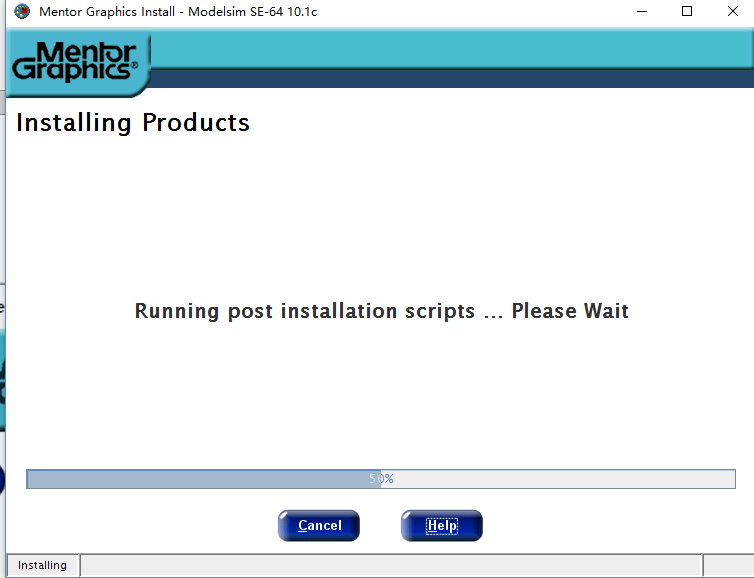 Mentor Graphics Install - Modelsim SE-64 10.1c
Mentor
Graphics®
Installing Products
Running post installation scripts ... Please Wait
50%
Cancel
Help
Installing